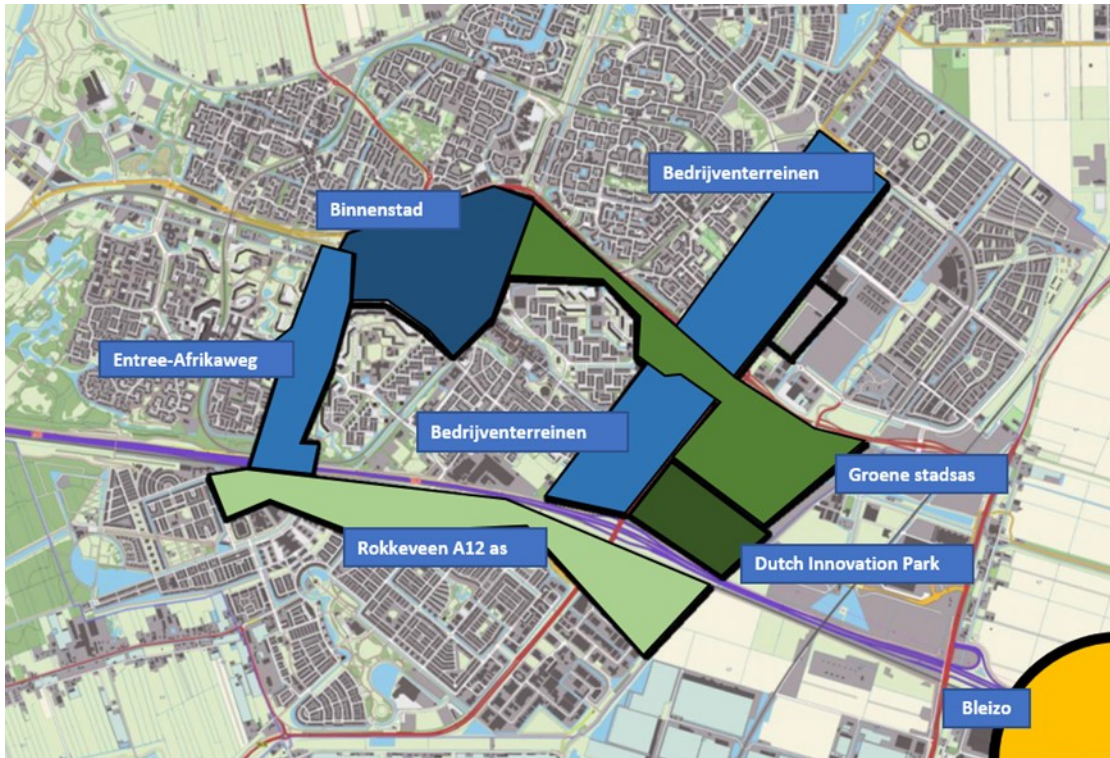 Bedrijventerreinen
Binnenstad
Entree-Afrikaweg
Bedrijventerreinen
Groene stadsas
Rokkeveen A12 as
Dutch Innovation Park
Bleizo